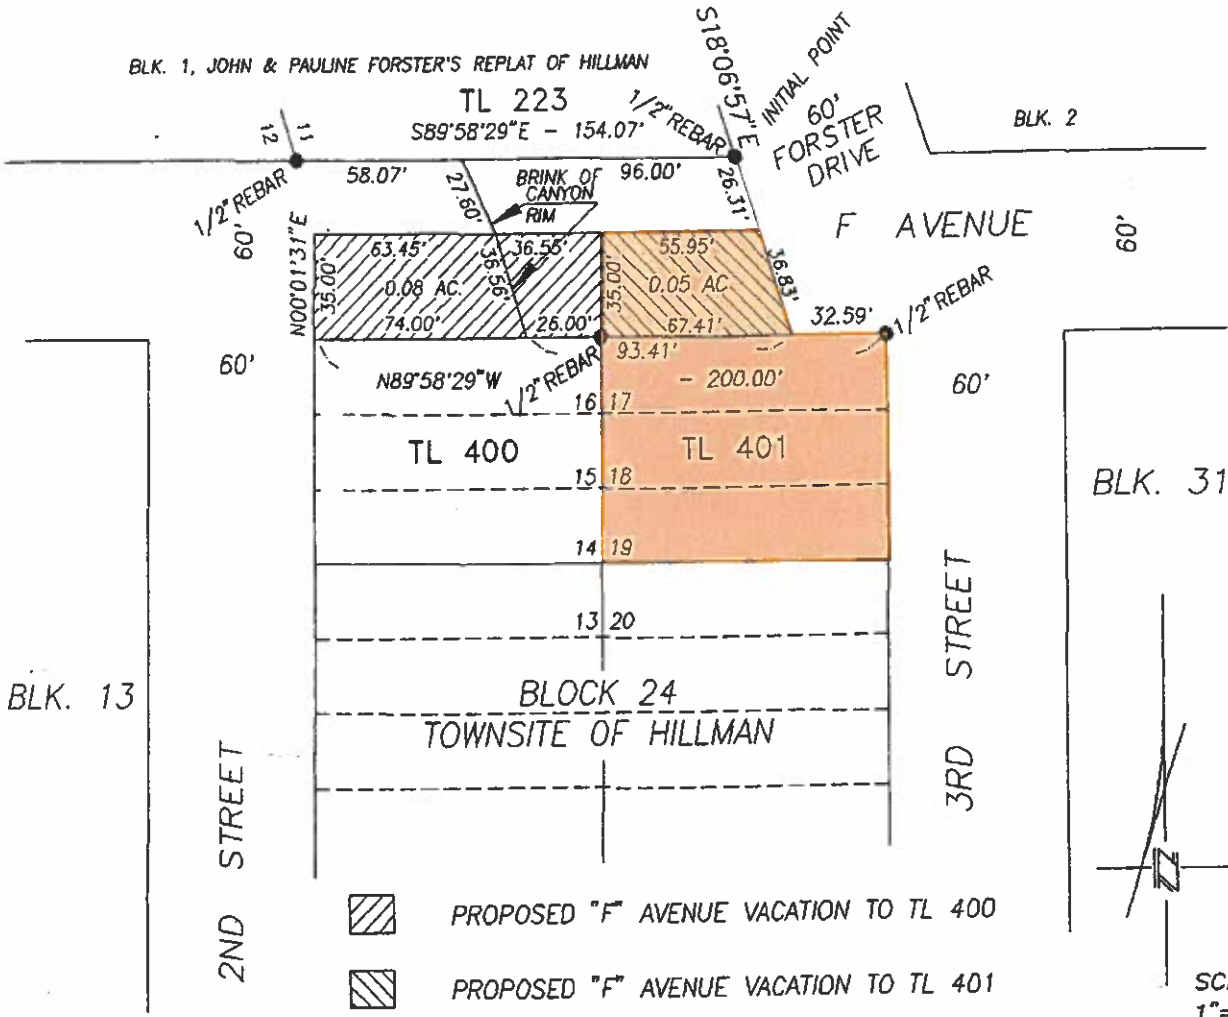 BLK. 1, JOHN & PAULINE FORSTER'S REPLAT OF HILLMAN
TL 223
S89°58'29"E - 154.07'
1/2" REBAR
S18°06'57"E
INITIAL POINT
60'
FORSTER
DRIVE
BLK. 2
11
12
1/2" REBAR
58.07'
27.60'
BRINK OF
CANYON
RIM
96.00'
26.31'
F AVENUE
60'
60'
N00°01'31"E
63.45'
36.55'
55.95'
36.83'
35.00'
0.08 AC.
36.56'
35.00'
0.05 AC
74.00'
26.00'
67.41'
32.59'
1/2" REBAR
60'
93.41'
N89°58'29"W
1/2" REBAR
- 200.00'
60'
16 17
TL 400
TL 401
15 18
BLK. 31
14 19
13 20
BLK. 13
BLOCK 24
TOWNSITE OF HILLMAN
2ND STREET
3RD STREET
PROPOSED "F" AVENUE VACATION TO TL 400
PROPOSED "F" AVENUE VACATION TO TL 401
1"=